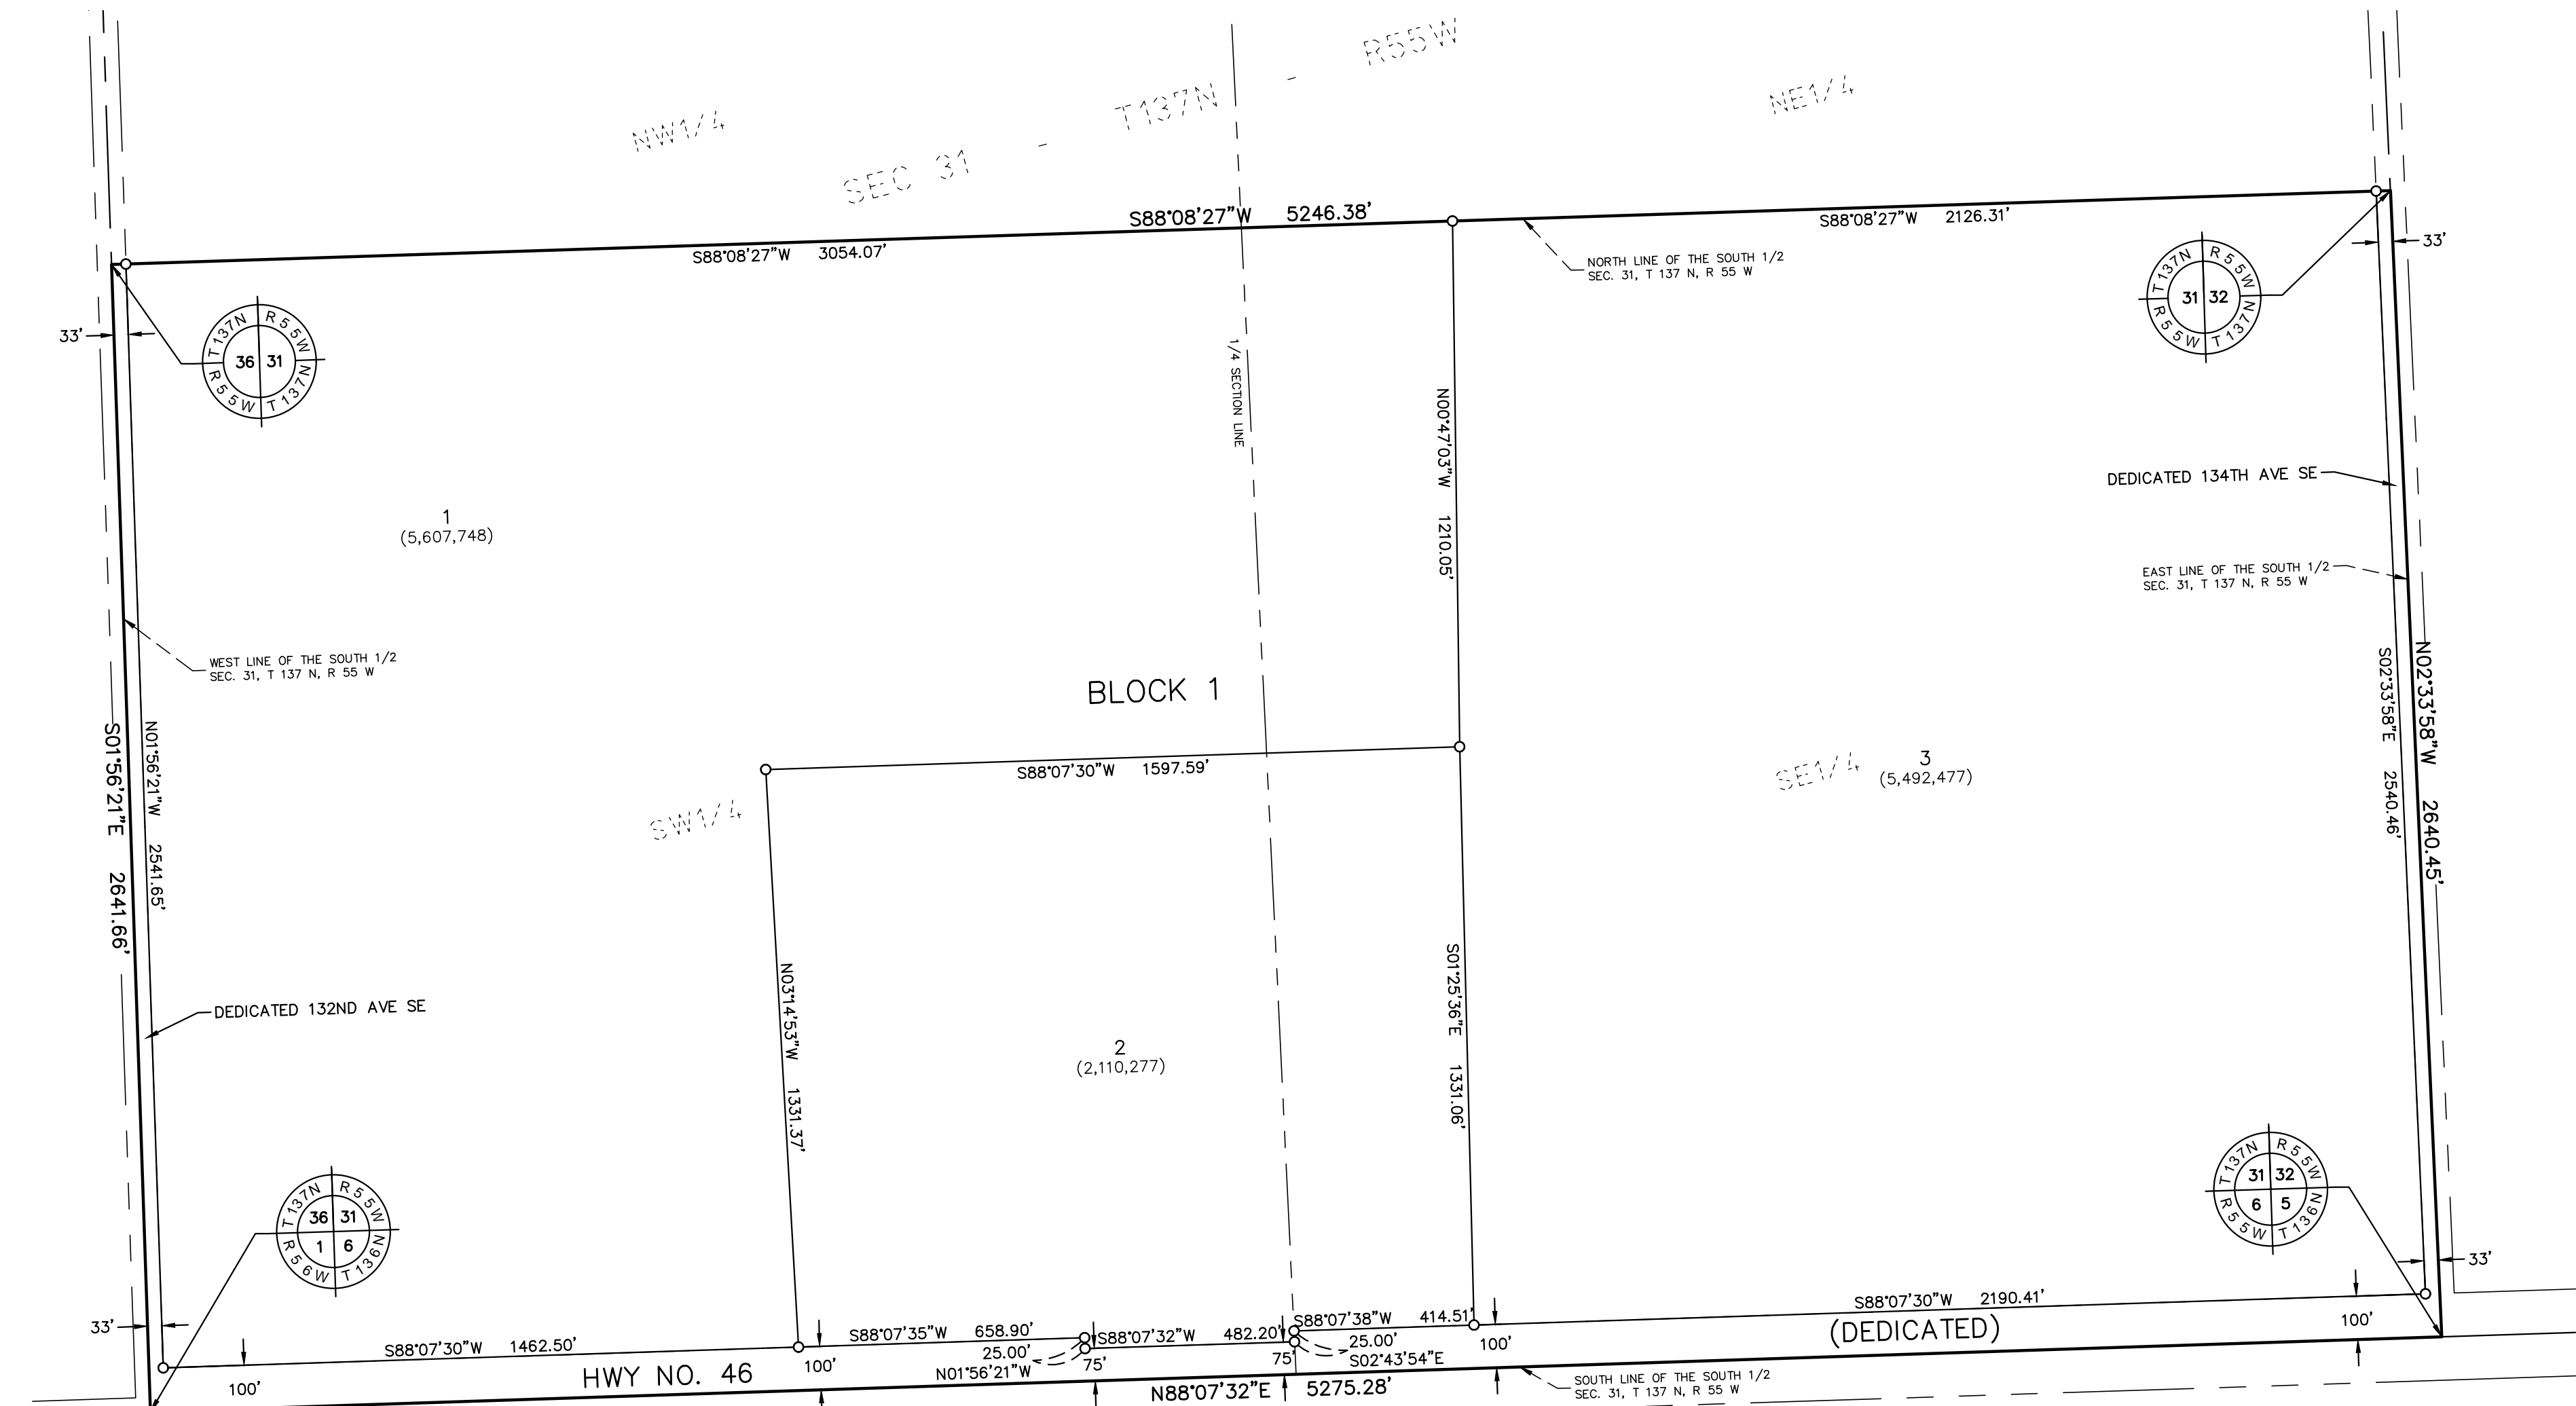 SEC 31 - T137N - R55W
NW1/4
NE1/4
S88°08'27"W 5246.38'
S88°08'27"W 3054.07'
S88°08'27"W 2126.31'
NORTH LINE OF THE SOUTH 1/2
SEC. 31, T 137 N, R 55 W
33'
33'
T137N R55W
36 31
R55W T137N
T137N R55W
31 32
R55W T137N
1/4 SECTION LINE
N00°47'03"W 1210.05'
1
(5,607,748)
DEDICATED 134TH AVE SE
EAST LINE OF THE SOUTH 1/2
SEC. 31, T 137 N, R 55 W
WEST LINE OF THE SOUTH 1/2
SEC. 31, T 137 N, R 55 W
BLOCK 1
S01°56'21"E 2641.66'
N01°56'21"W 2541.65'
S02°33'58"E 2540.46'
N02°33'58"W 2640.45'
S88°07'30"W 1597.59'
SW1/4
SE1/4
3
(5,492,477)
N03°14'53"W 1331.37'
S01°25'36"E 1331.06'
DEDICATED 132ND AVE SE
2
(2,110,277)
T137N R55W
36 31
1 6
R56W T136N
T137N R55W
31 32
6 5
R55W T136N
33'
33'
S88°07'30"W 1462.50'
S88°07'35"W 658.90'
S88°07'32"W 482.20'
S88°07'38"W 414.51'
S88°07'30"W 2190.41'
100'
100'
25.00'
N01°56'21"W
75'
75'
25.00'
S02°43'54"E
100'
100'
HWY NO. 46
(DEDICATED)
N88°07'32"E 5275.28'
SOUTH LINE OF THE SOUTH 1/2
SEC. 31, T 137 N, R 55 W